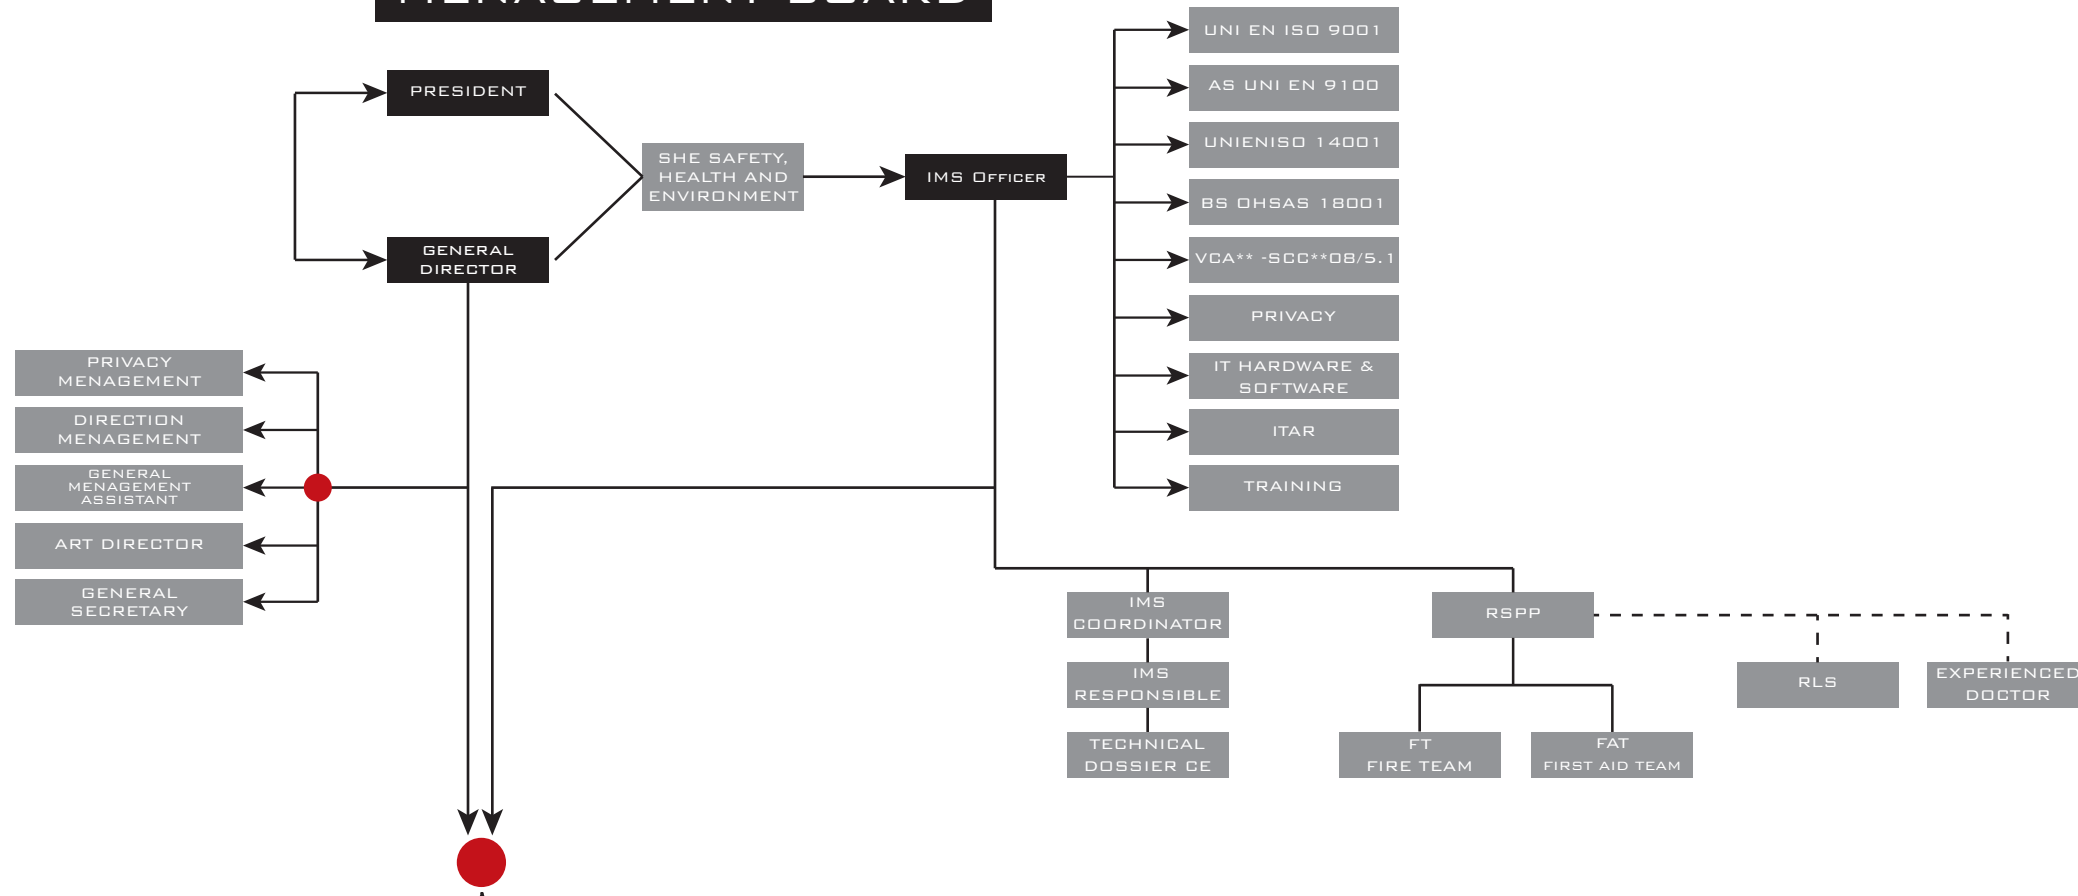 MENAGEMENT BOARD
PRESIDENT
GENERAL
DIRECTOR
SHE SAFETY,
HEALTH AND
ENVIRONMENT
IMS OFFICER
UNI EN ISO 9001
AS UNI EN 9100
UNIENISO 14001
BS OHSAS 18001
VCA** -SCC**08/5.1
PRIVACY
IT HARDWARE &
SOFTWARE
ITAR
TRAINING
PRIVACY
MENAGEMENT
DIRECTION
MENAGEMENT
GENERAL
MENAGEMENT
ASSISTANT
ART DIRECTOR
GENERAL
SECRETARY
IMS
COORDINATOR
IMS
RESPONSIBLE
TECHNICAL
DOSSIER CE
RSPP
FT
FIRE TEAM
FAT
FIRST AID TEAM
RLS
EXPERIENCED
DOCTOR